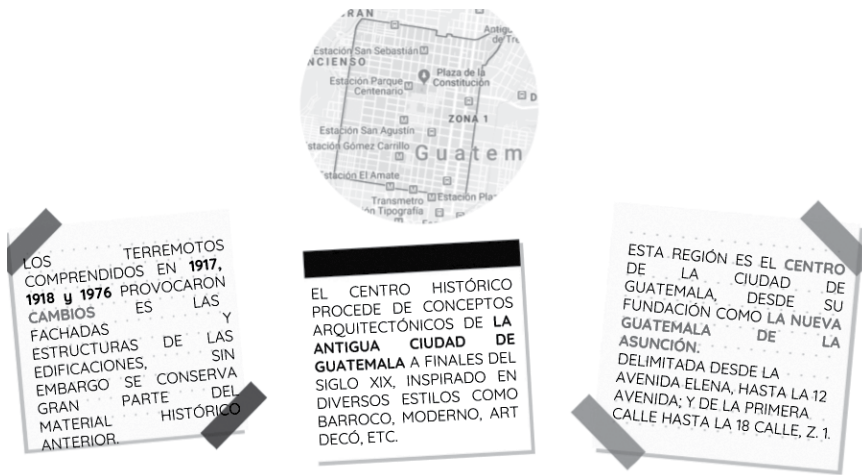 RAN
Antig
de Tre
Estación San Sebastián
NCIENSO
Plaza de la
Constitución
Estación Parque
Centenario
D
ZONA 1
Estación San Agustín
stación Gómez Carrillo
Guatem
stación El Amate
Transmetro
Estación Pla
ón Tipografía
Es
LOS TERREMOTOS
COMPRENDIDOS EN 1917,
1918 y 1976 PROVOCARON
CAMBIOS ES LAS
FACHADAS Y
ESTRUCTURAS DE LAS
EDIFICACIONES, SIN
EMBARGO SE CONSERVA
GRAN PARTE DEL
MATERIAL HISTÓRICO
ANTERIOR.
EL CENTRO HISTÓRICO
PROCEDE DE CONCEPTOS
ARQUITECTÓNICOS DE LA
ANTIGUA CIUDAD DE
GUATEMALA A FINALES DEL
SIGLO XIX, INSPIRADO EN
DIVERSOS ESTILOS COMO
BARROCO, MODERNO, ART
DECÓ, ETC.
ESTA REGIÓN ES EL CENTRO
DE LA CIUDAD DE
GUATEMALA, DESDE SU
FUNDACIÓN COMO LA NUEVA
GUATEMALA DE LA
ASUNCIÓN.
DELIMITADA DESDE LA
AVENIDA ELENA, HASTA LA 12
AVENIDA; Y DE LA PRIMERA
CALLE HASTA LA 18 CALLE, Z. 1.